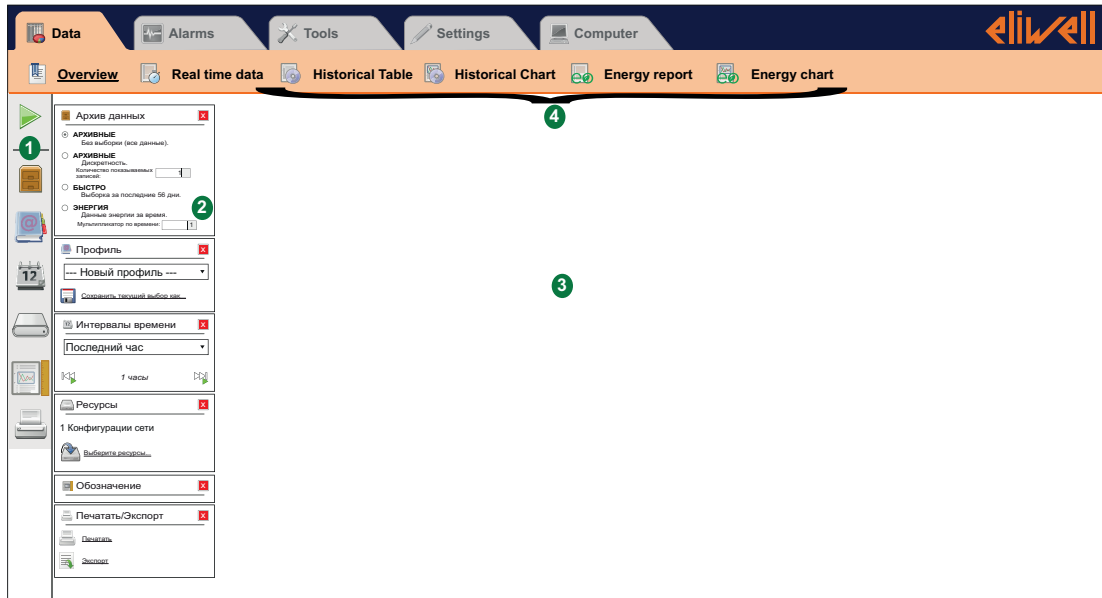 Data Alarms Tools Settings Computer eliwell
Overview Real time data Historical Table Historical Chart Energy report Energy chart
4
1
Архив данных x
АРХИВНЫЕ
Без выборки (все данные).
АРХИВНЫЕ
Дискретность.
Количество показываемых
записей: 1
БЫСТРО
Выборка за последние 56 дни.
ЭНЕРГИЯ
Данные энергии за время.
Мультипликатор по времени: 1
2
Профиль x
--- Новый профиль ---
Сохранить текущий выбор как...
12
3
Интервалы времени x
Последний час
1 часы
Ресурсы x
1 Конфигурации сети
Выберите ресурсы...
Обозначение x
Печатать/Экспорт x
Печатать
Экспорт